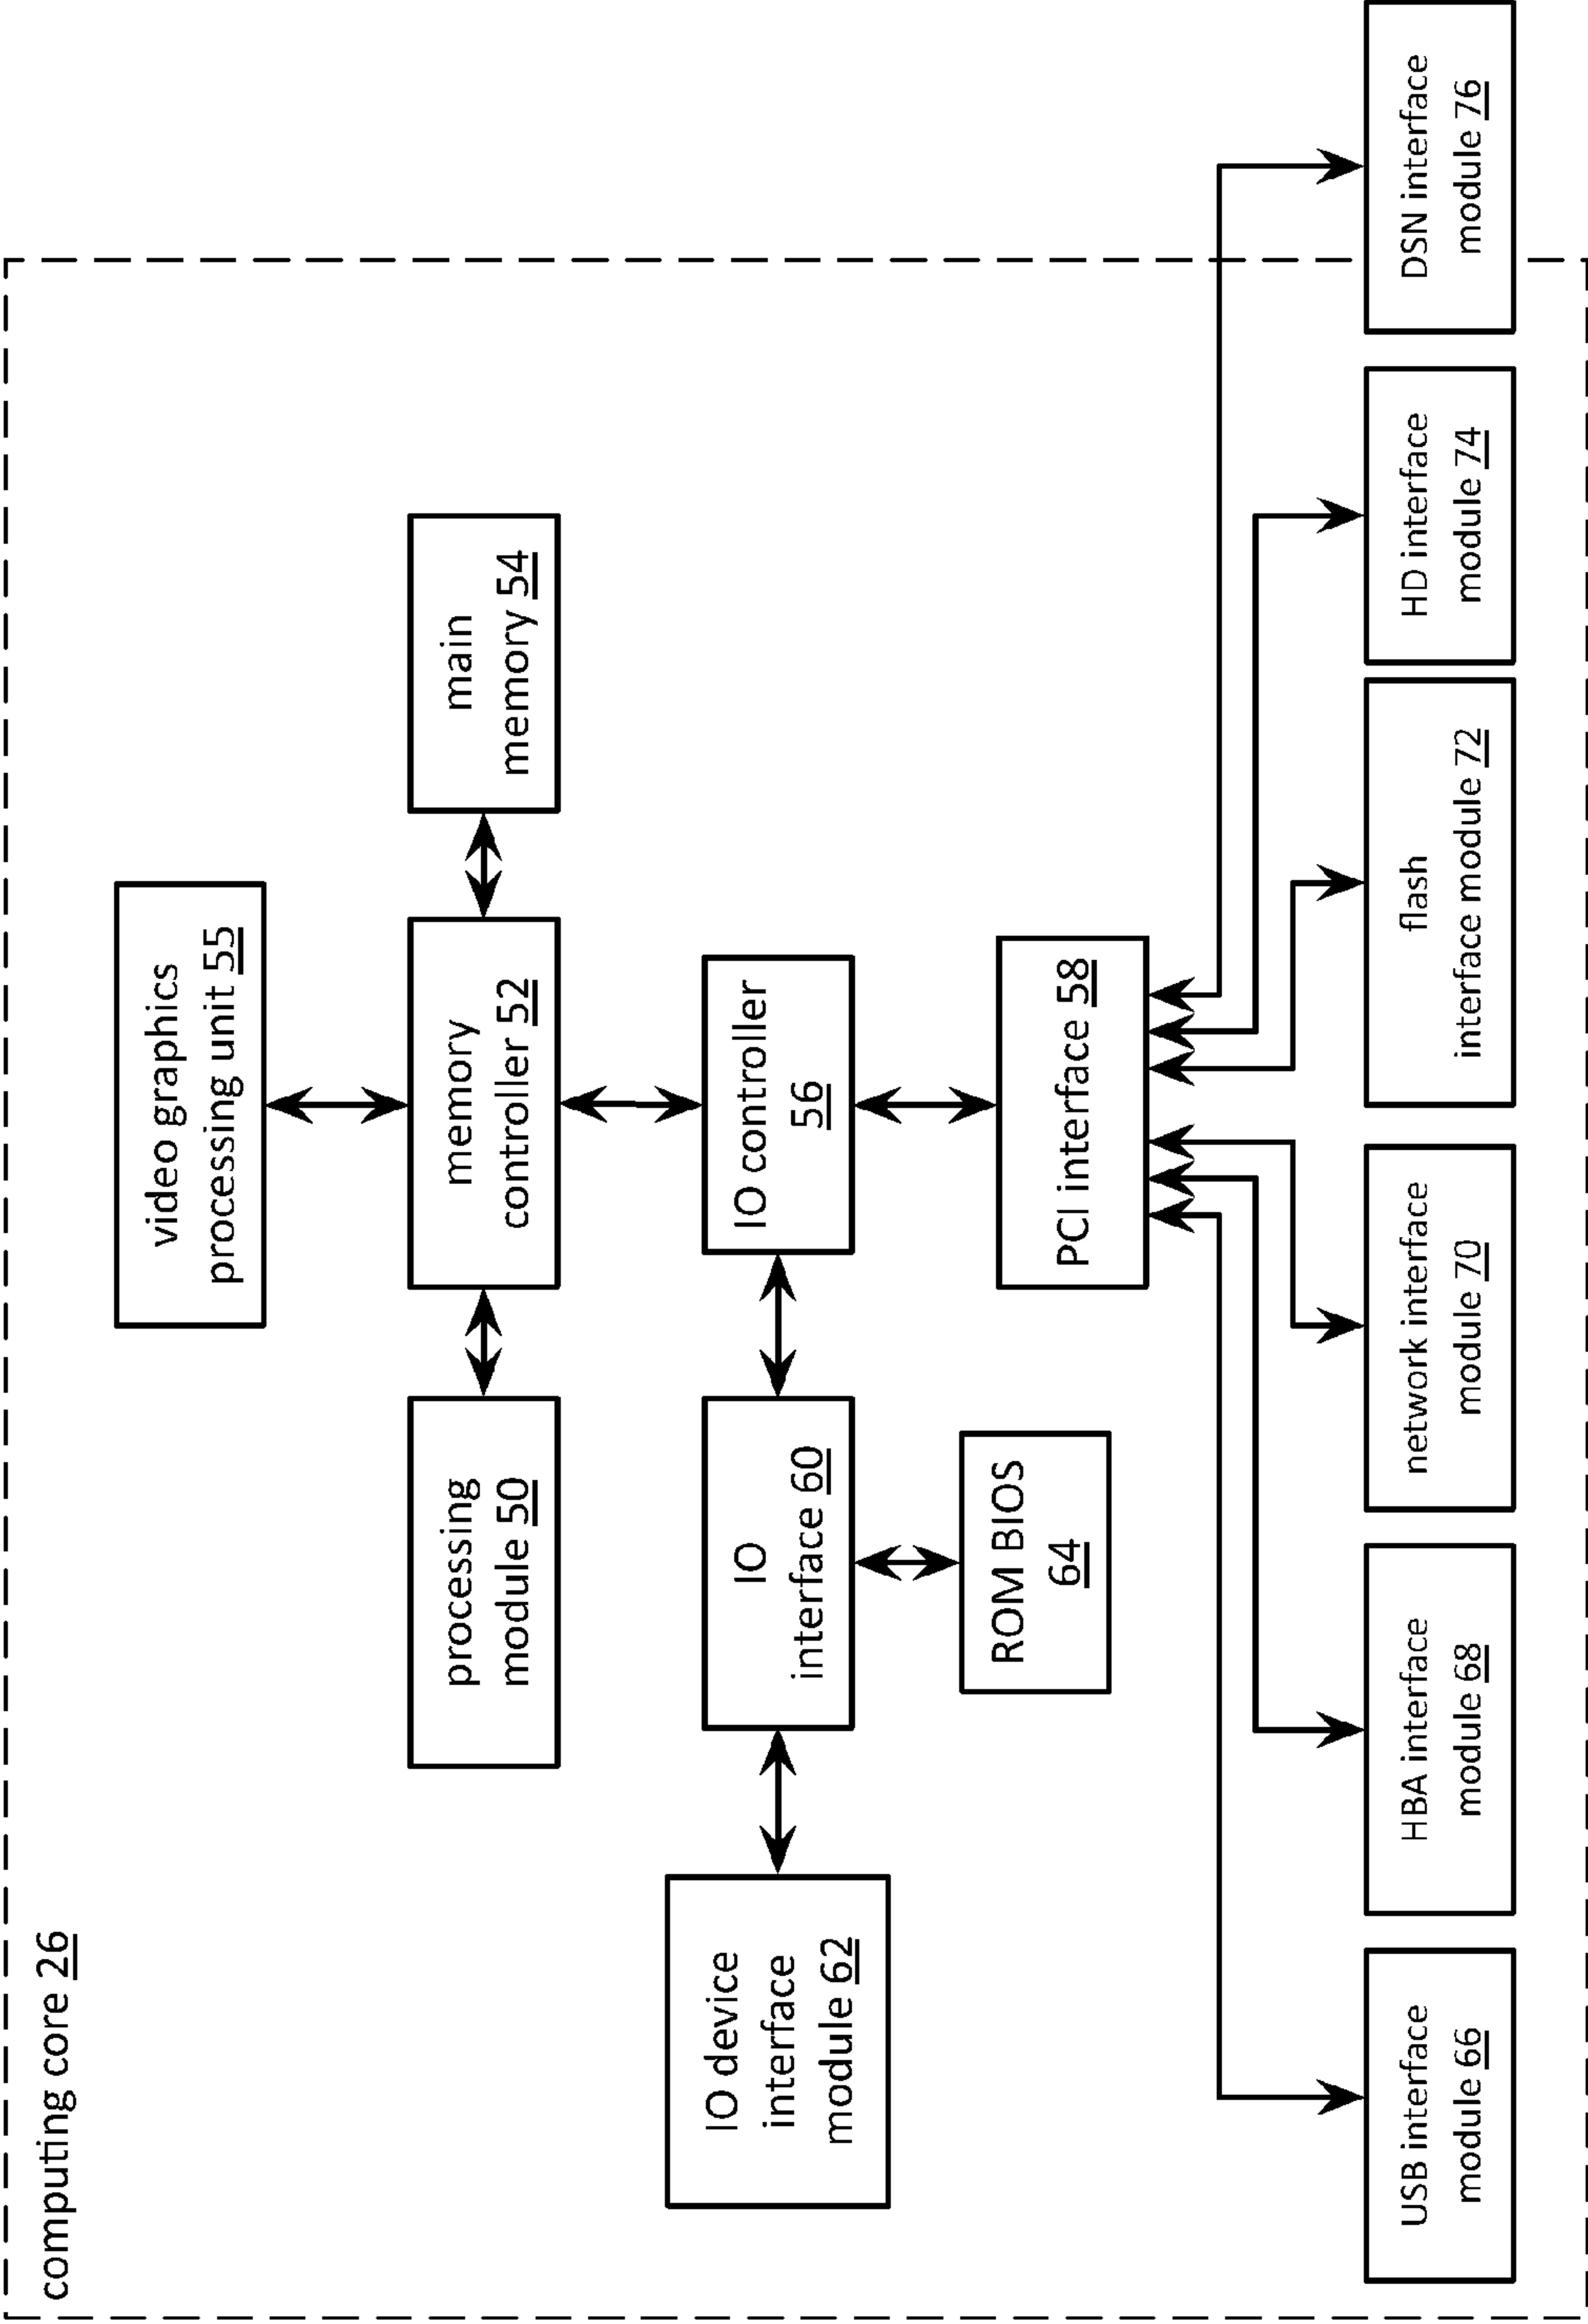 computing core 26
video graphics
processing unit 55
processing
module 50
memory
controller 52
main
memory 54
IO device
interface
module 62
IO
interface 60
IO controller
56
ROM BIOS
64
PCI interface 58
USB interface
module 66
HBA interface
module 68
network interface
module 70
flash
interface module 72
HD interface
module 74
DSN interface
module 76